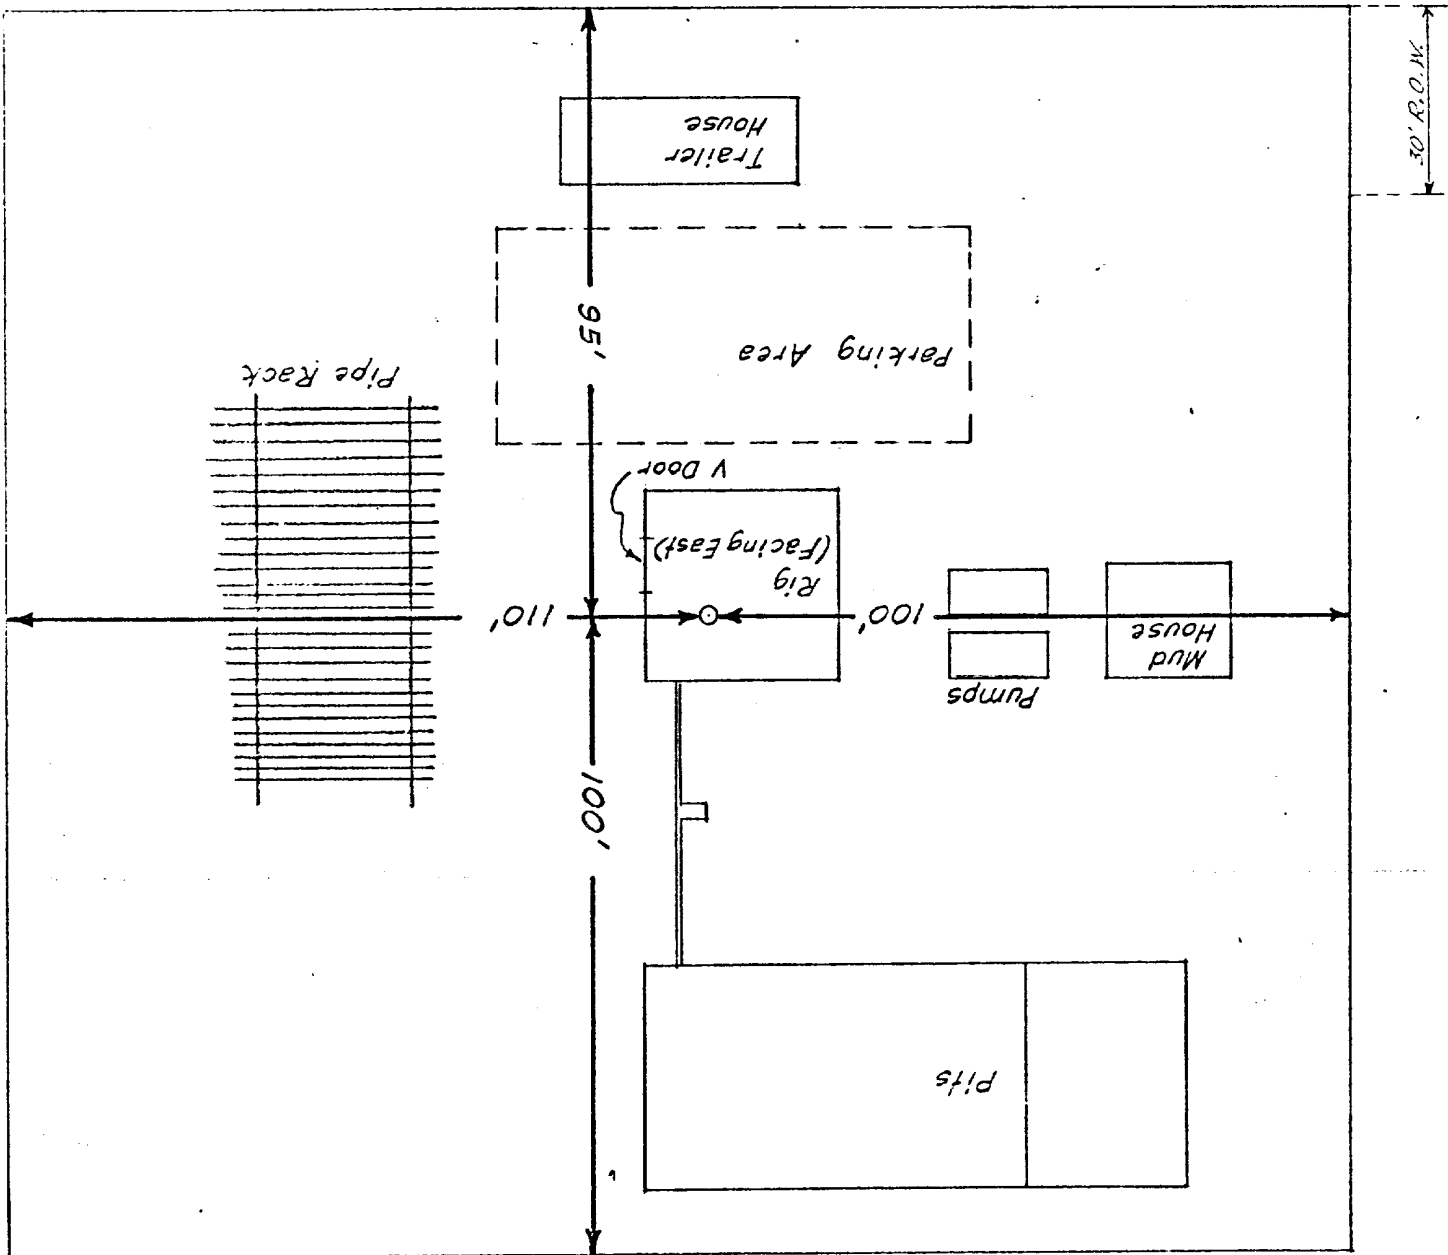 Pits
100'
Pumps
Mud
House
100'
110'
Rig
(Facing East)
V Door
Pipe Rack
Parking Area
95'
Trailer
House
30' R.O.W.